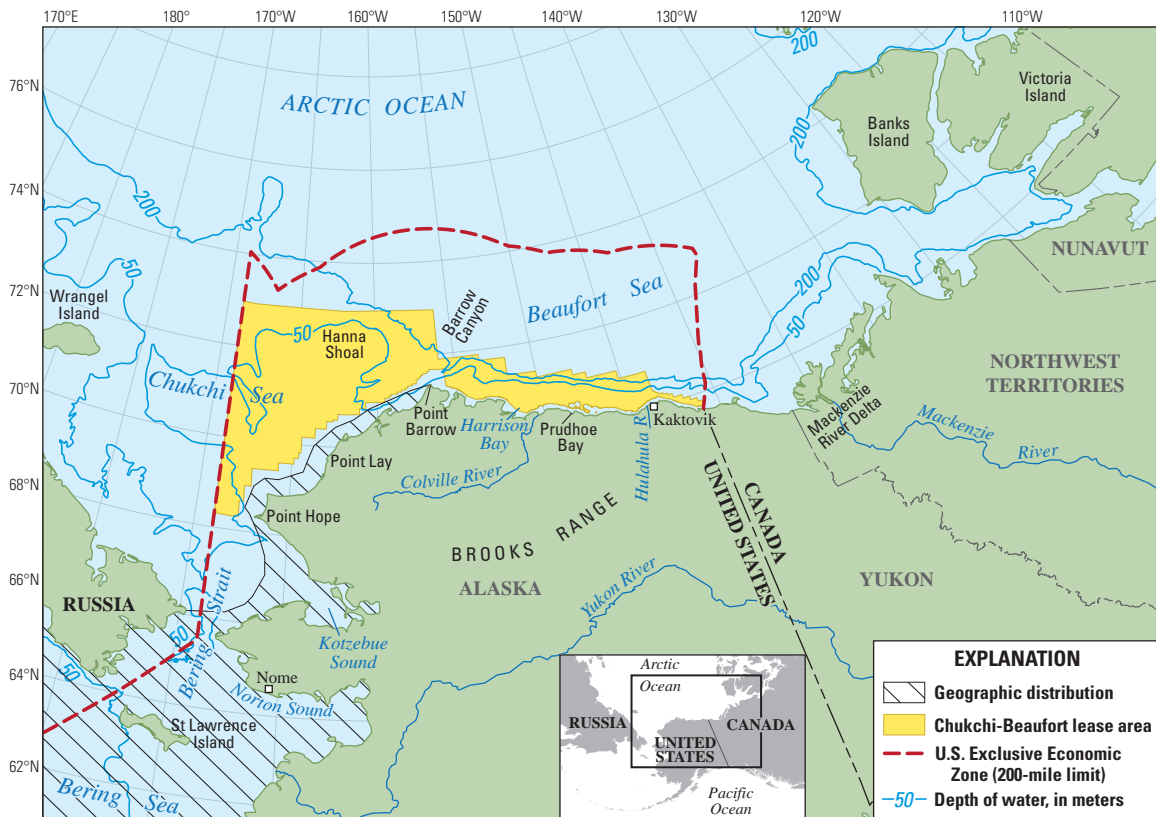 170°E
180°
170°W
160°W
150°W
140°W
130°W
120°W
110°W
76°N
74°N
72°N
70°N
68°N
66°N
64°N
62°N
ARCTIC OCEAN
200
200
200
Victoria
Island
Banks
Island
NUNAVUT
200
50
Wrangel
Island
Beaufort Sea
Barrow
Canyon
50
Hanna
Shoal
200
50
Chukchi Sea
NORTHWEST
TERRITORIES
Point
Barrow
Harrison
Bay
Prudhoe
Bay
Hulahula R.
Kaktovik
Mackenzie
River Delta
Mackenzie
River
Point Lay
Colville River
Point Hope
BROOKS RANGE
CANADA
UNITED STATES
ALASKA
YUKON
Yukon River
RUSSIA
Bering Strait
50
50
Kotzebue
Sound
Nome
Norton Sound
St Lawrence
Island
Bering Sea
Arctic
Ocean
RUSSIA
CANADA
UNITED
STATES
Pacific
Ocean
EXPLANATION
Geographic distribution
Chukchi-Beaufort lease area
U.S. Exclusive Economic
Zone (200-mile limit)
50 Depth of water, in meters